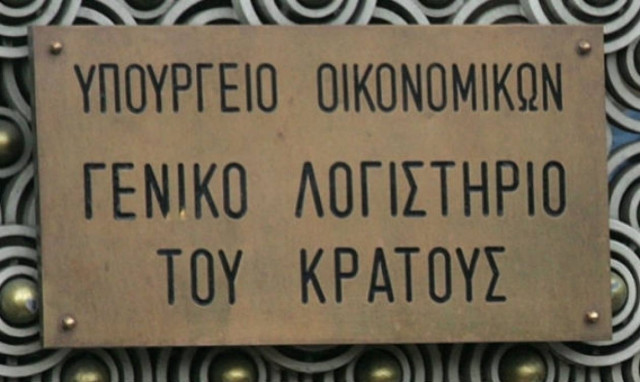 ΥΠΟΥΡΓΕΙΟ ΟΙΚΟΝΟΜΙΚΩΝ
ΓΕΝΙΚΟ ΛΟΓΙΣΤΗΡΙΟ
ΤΟΥ ΚΡΑΤΟΥΣ